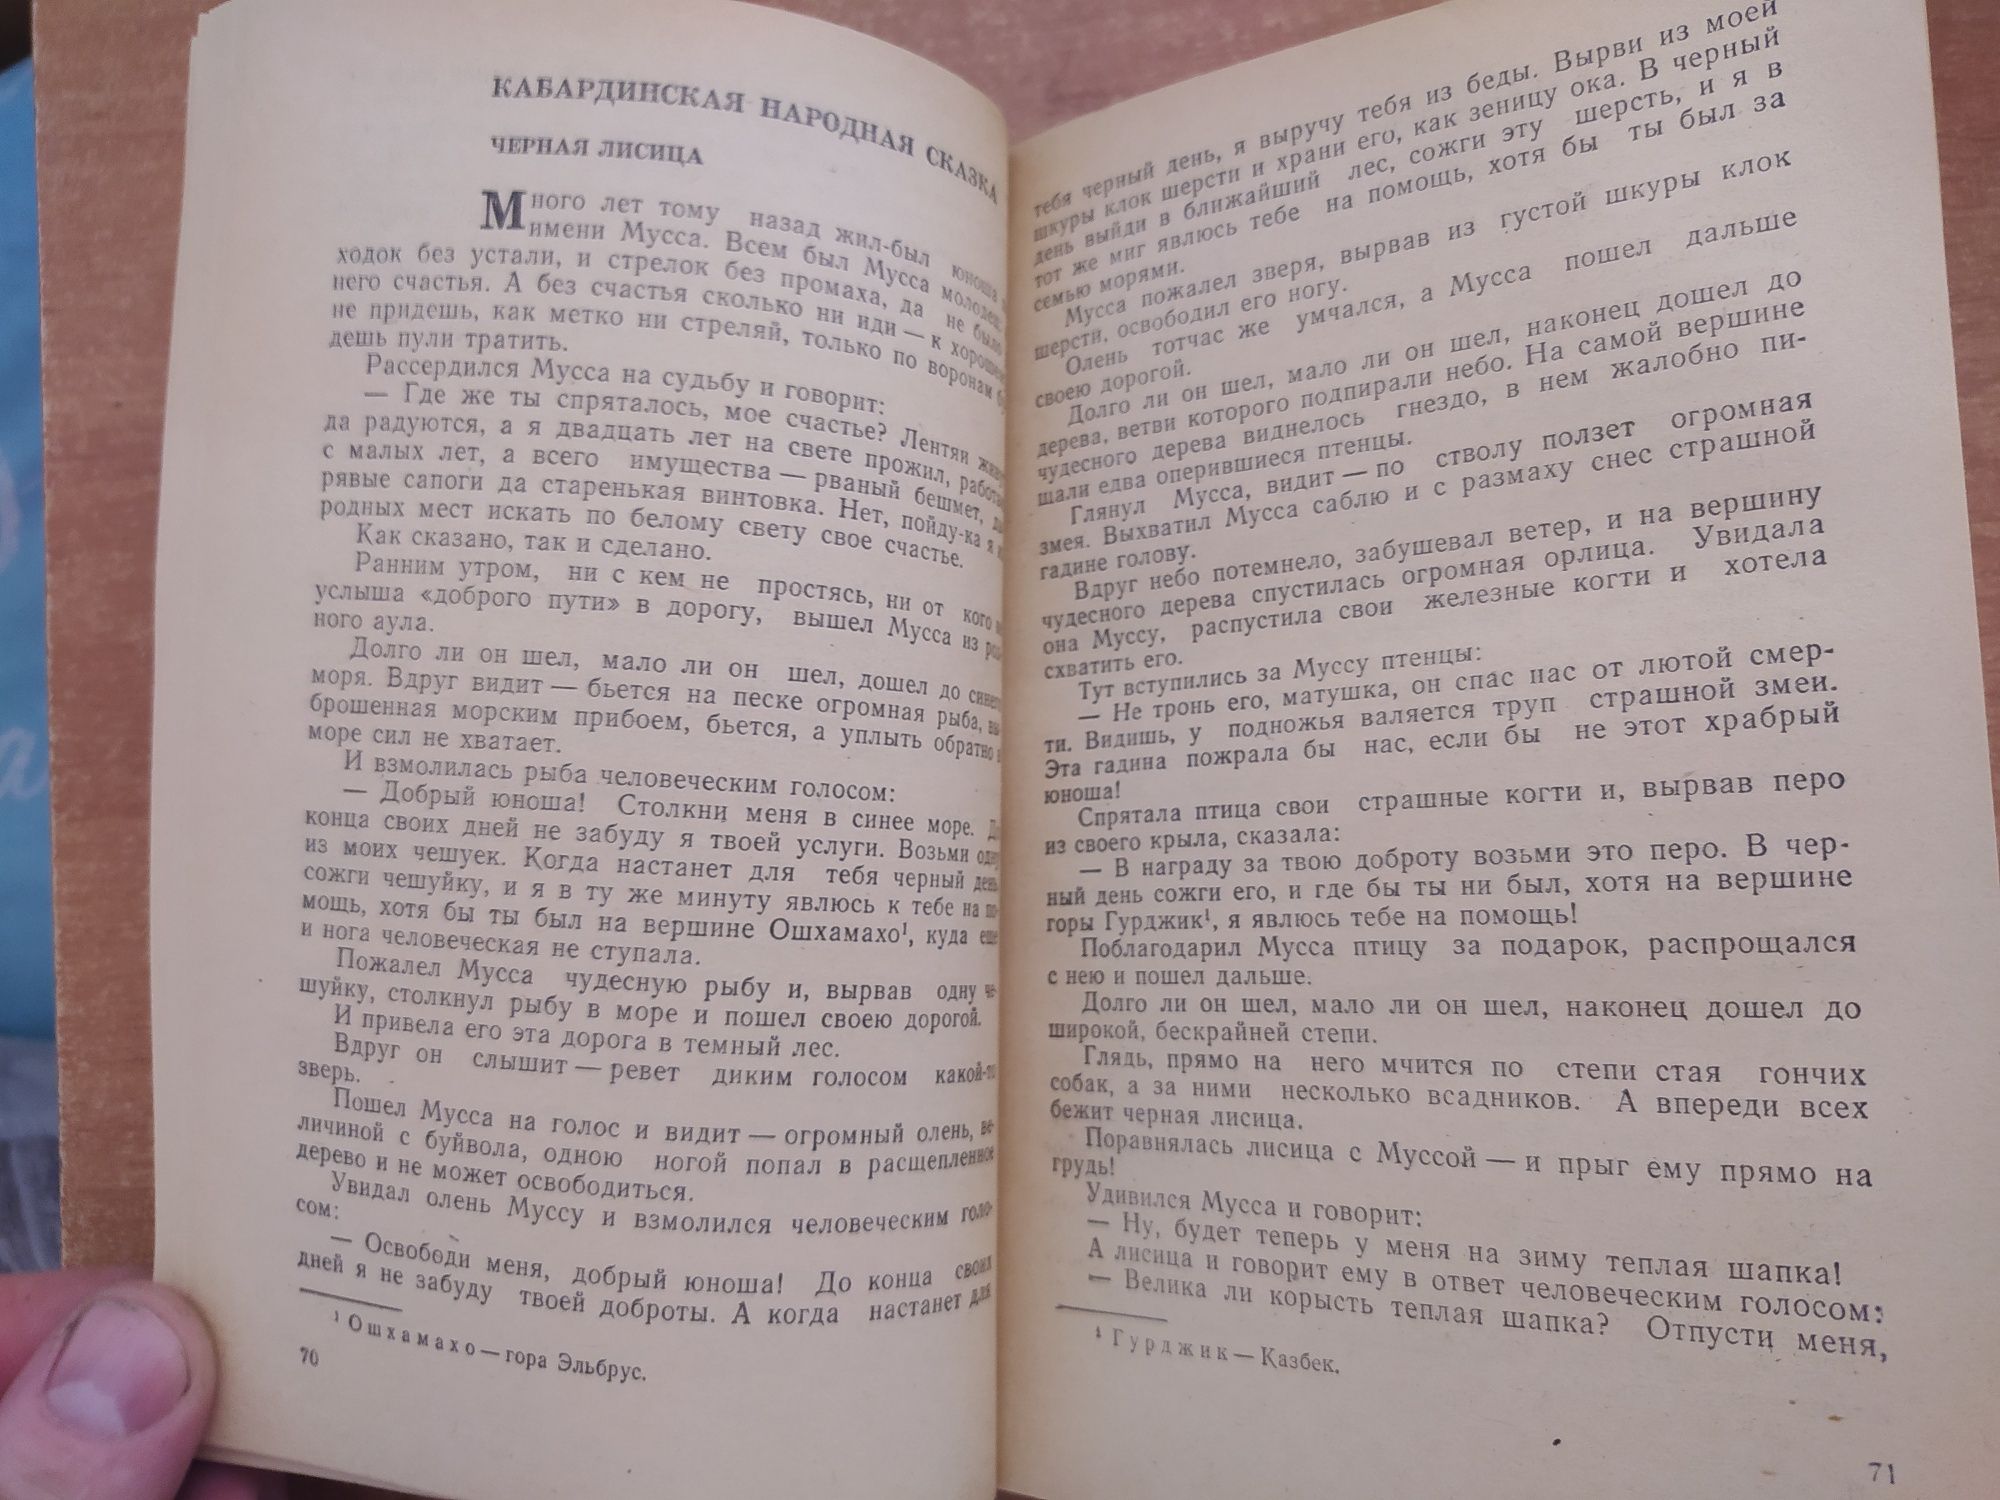 КАБАРДИНСКАЯ НАРОДНАЯ СКАЗКА
ЧЕРНАЯ ЛИСИЦА
Много лет тому назад жил-был юноша
имени Мусса. Всем был Мусса молодец:
ходок без устали, и стрелок без промаха, да не было
него счастья. А без счастья сколько ни иди — к хорошему
не придешь, как метко ни стреляй, только по воронам бу
дешь пули тратить.
Рассердился Мусса на судьбу и говорит:
— Где же ты спряталось, мое счастье? Лентяи живут
да радуются, а я двадцать лет на свете прожил, работаю
с малых лет, а всего имущества — рваный бешмет, ды
рявые сапоги да старенькая винтовка. Нет, пойду-ка я из
родных мест искать по белому свету свое счастье.
Как сказано, так и сделано.
Ранним утром, ни с кем не простясь, ни от кого не
услыша «доброго пути» в дорогу, вышел Мусса из род-
ного аула.
Долго ли он шел, мало ли он шел, дошел до синего
моря. Вдруг видит — бьется на песке огромная рыба, вы-
брошенная морским прибоем, бьется, а уплыть обратно в
море сил не хватает.
И взмолилась рыба человеческим голосом:
— Добрый юноша! Столкни меня в синее море. До
конца своих дней не забуду я твоей услуги. Возьми одну
из моих чешуек. Когда настанет для тебя черный день,
сожги чешуйку, и я в ту же минуту явлюсь к тебе на по-
мощь, хотя бы ты был на вершине Ошхамахо¹, куда еще
и нога человеческая не ступала.
Пожалел Мусса чудесную рыбу и, вырвав одну че-
шуйку, столкнул рыбу в море и пошел своею дорогой.
И привела его эта дорога в темный лес.
Вдруг он слышит — ревет диким голосом какой-то
зверь.
Пошел Мусса на голос и видит — огромный олень, ве-
личиной с буйвола, одною ногой попал в расщепленное
дерево и не может освободиться.
Увидал олень Муссу и взмолился человеческим голо-
сом:
— Освободи меня, добрый юноша! До конца своих
дней я не забуду твоей доброты. А когда настанет для
¹ Ошхамахо — гора Эльбрус.
70
тебя черный день, я выручу тебя из беды. Вырви из моей
шкуры клок шерсти и храни его, как зеницу ока. В черный
день выйди в ближайший лес, сожги эту шерсть, и я в
тот же миг явлюсь тебе на помощь, хотя бы ты был за
семью морями.
Мусса пожалел зверя, вырвав из густой шкуры клок
шерсти, освободил его ногу.
Олень тотчас же умчался, а Мусса пошел дальше
своею дорогой.
Долго ли он шел, мало ли он шел, наконец дошел до
дерева, ветви которого подпирали небо. На самой вершине
чудесного дерева виднелось гнездо, в нем жалобно пи-
щали едва оперившиеся птенцы.
Глянул Мусса, видит — по стволу ползет огромная
змея. Выхватил Мусса саблю и с размаху снес страшной
гадине голову.
Вдруг небо потемнело, забушевал ветер, и на вершину
чудесного дерева спустилась огромная орлица. Увидала
она Муссу, распустила свои железные когти и хотела
схватить его.
Тут вступились за Муссу птенцы:
— Не тронь его, матушка, он спас нас от лютой смер-
ти. Видишь, у подножья валяется труп страшной змеи.
Эта гадина пожрала бы нас, если бы не этот храбрый
юноша!
Спрятала птица свои страшные когти и, вырвав перо
из своего крыла, сказала:
— В награду за твою доброту возьми это перо. В чер-
ный день сожги его, и где бы ты ни был, хотя на вершине
горы Гурджик¹, я явлюсь тебе на помощь!
Поблагодарил Мусса птицу за подарок, распрощался
с нею и пошел дальше.
Долго ли он шел, мало ли он шел, наконец дошел до
широкой, бескрайней степи.
Глядь, прямо на него мчится по степи стая гончих
собак, а за ними несколько всадников. А впереди всех
бежит черная лисица.
Поравнялась лисица с Муссой — и прыг ему прямо на
грудь!
Удивился Мусса и говорит:
— Ну, будет теперь у меня на зиму теплая шапка!
А лисица и говорит ему в ответ человеческим голосом:
— Велика ли корысть теплая шапка? Отпусти меня,
¹ Гурджик — Казбек.
71